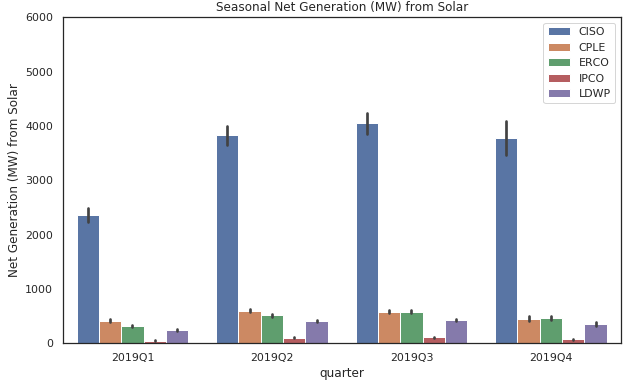 Seasonal Net Generation (MW) from Solar
Net Generation (MW) from Solar
6000
5000
4000
3000
2000
1000
0
CISO
CPLE
ERCO
IPCO
LDWP
2019Q1 2019Q2 2019Q3 2019Q4
quarter